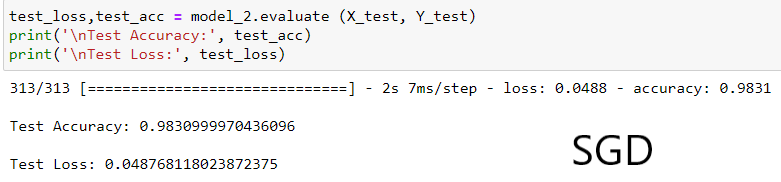 test_loss,test_acc = model_2.evaluate (X_test, Y_test)
print('\nTest Accuracy:', test_acc)
print('\nTest Loss:', test_loss)
313/313 [==============================] - 2s 7ms/step - loss: 0.0488 - accuracy: 0.9831
Test Accuracy: 0.9830999970436096
Test Loss: 0.048768118023872375
SGD